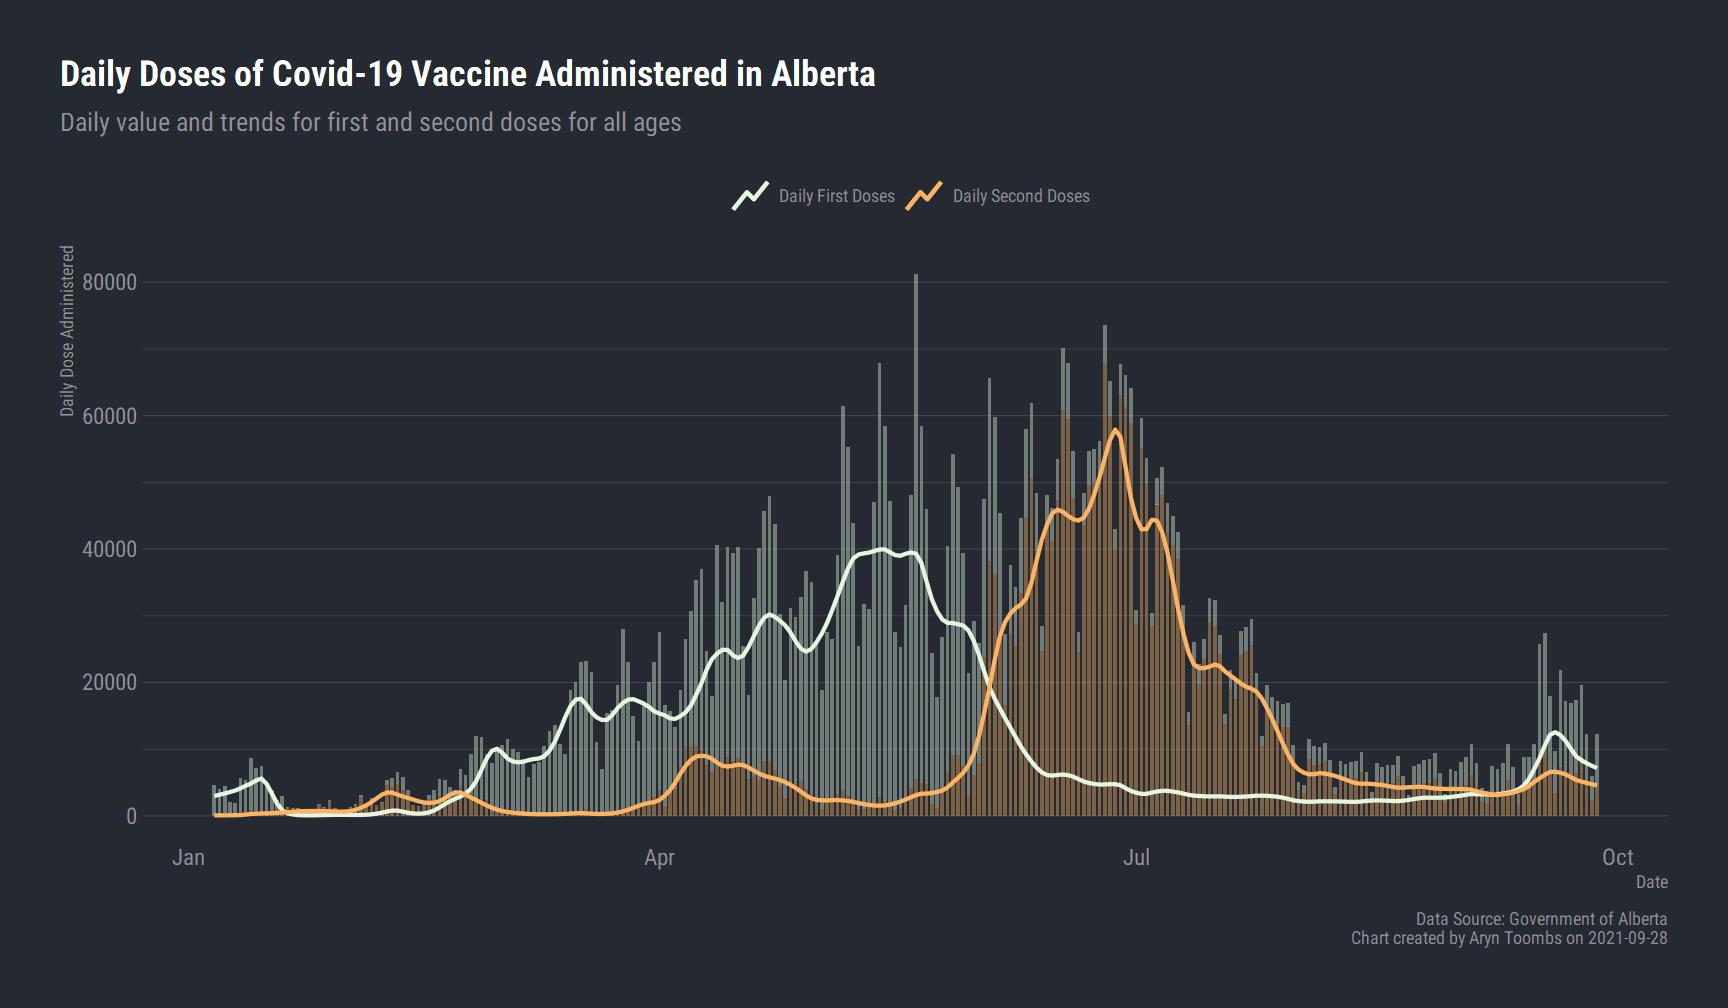 Daily Doses of Covid-19 Vaccine Administered in Alberta
Daily value and trends for first and second doses for all ages
Daily First Doses
Daily Second Doses
Daily Dose Administered
80000
60000
40000
20000
0
Jan
Apr
Jul
Oct
Date
Data Source: Government of Alberta
Chart created by Aryn Toombs on 2021-09-28